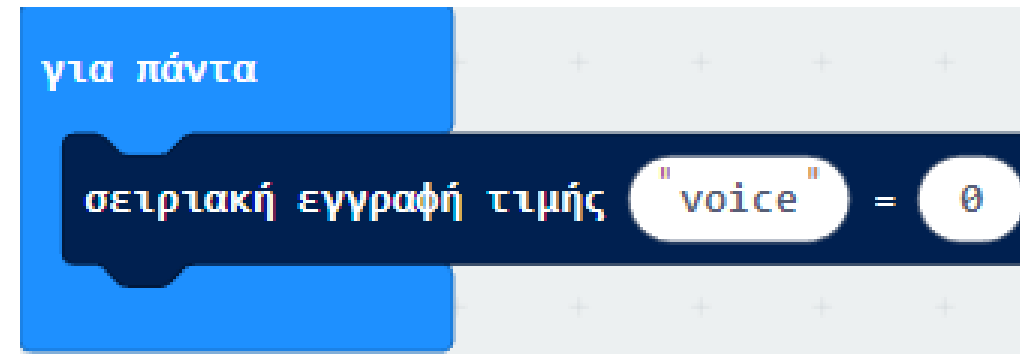 για πάντα
σειριακή εγγραφή τιμής "voice" = 0